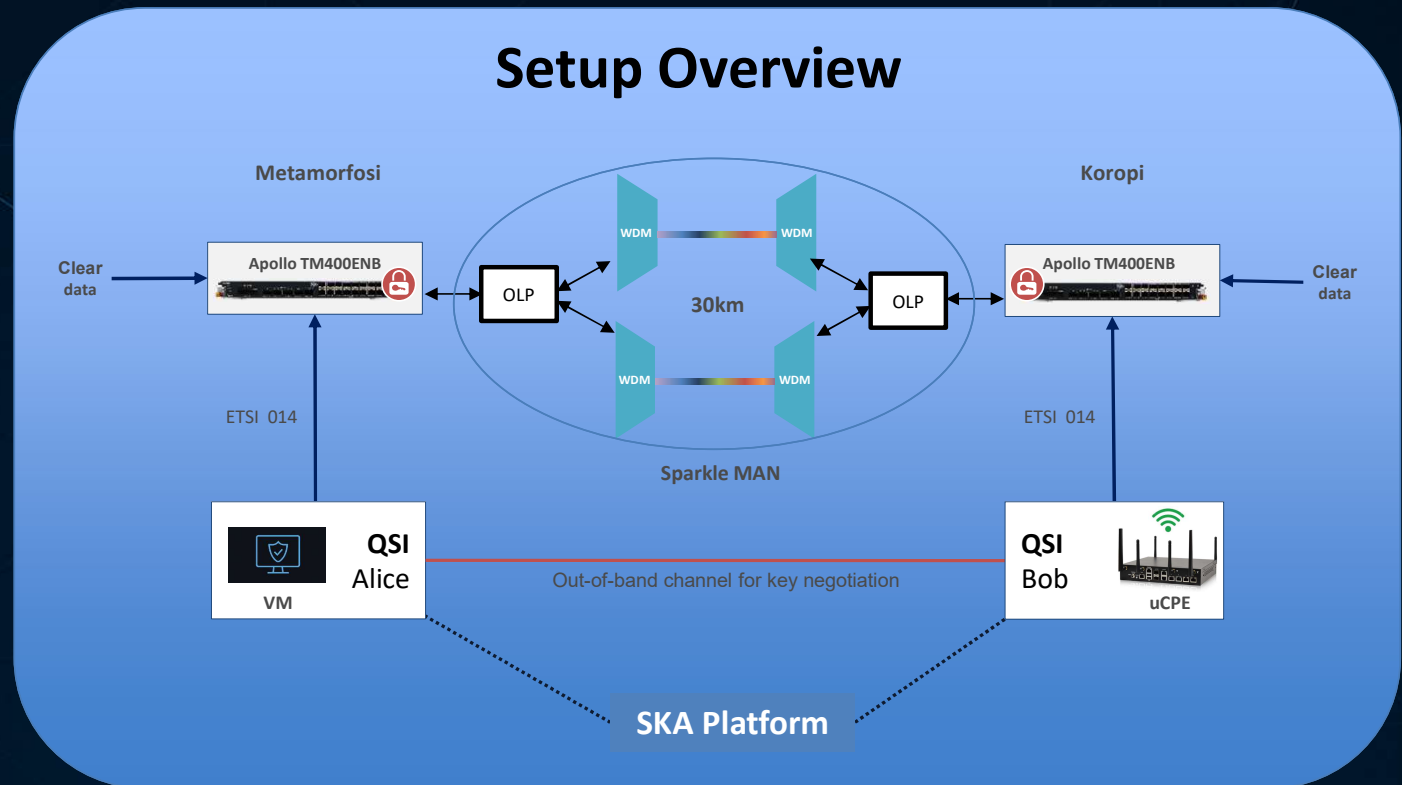 Setup Overview
Metamorfosi
Koropi
Apollo TM400ENB
Apollo TM400ENB
Clear
data
Clear
data
WDM
WDM
OLP
OLP
30km
WDM
WDM
ETSI 014
ETSI 014
Sparkle MAN
QSI
Alice
VM
Out-of-band channel for key negotiation
QSI
Bob
uCPE
SKA Platform